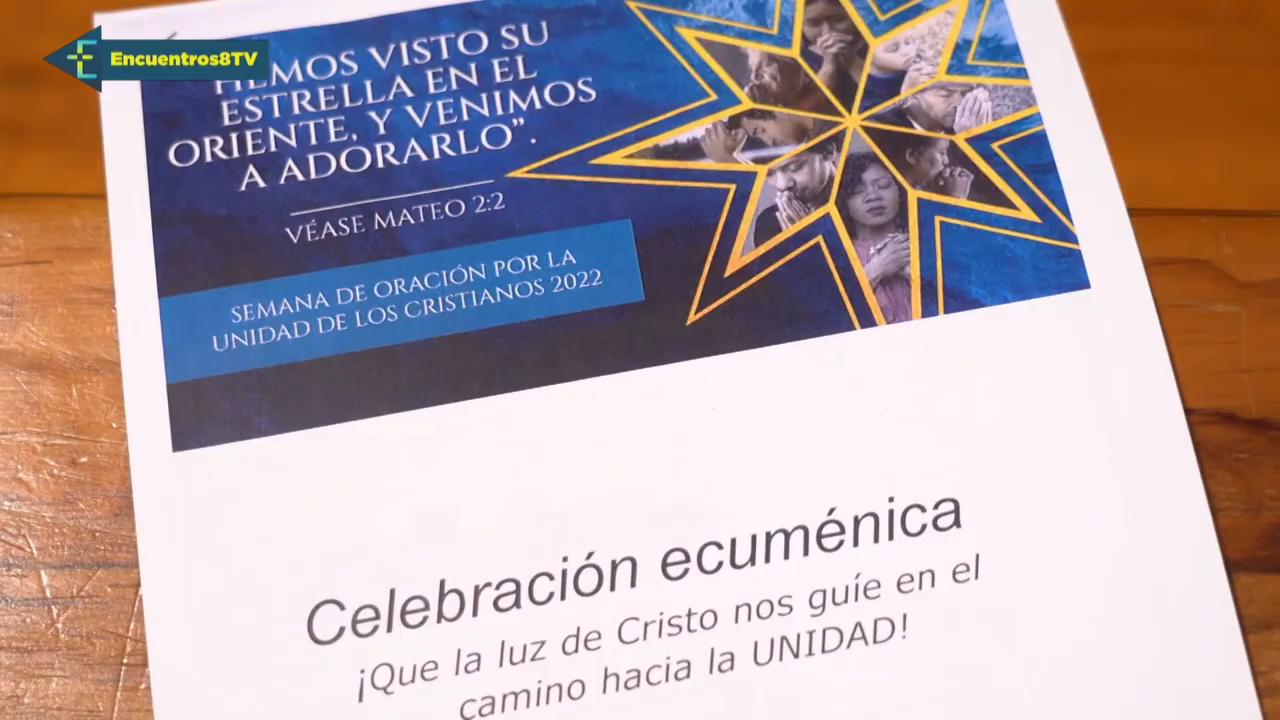 Encuentros8TV
HEMOS VISTO SU
ESTRELLA EN EL
ORIENTE, Y VENIMOS
A ADORARLO”.
VÉASE MATEO 2:2
SEMANA DE ORACIÓN POR LA
UNIDAD DE LOS CRISTIANOS 2022
Celebración ecuménica
¡Que la luz de Cristo nos guíe en el
camino hacia la UNIDAD!